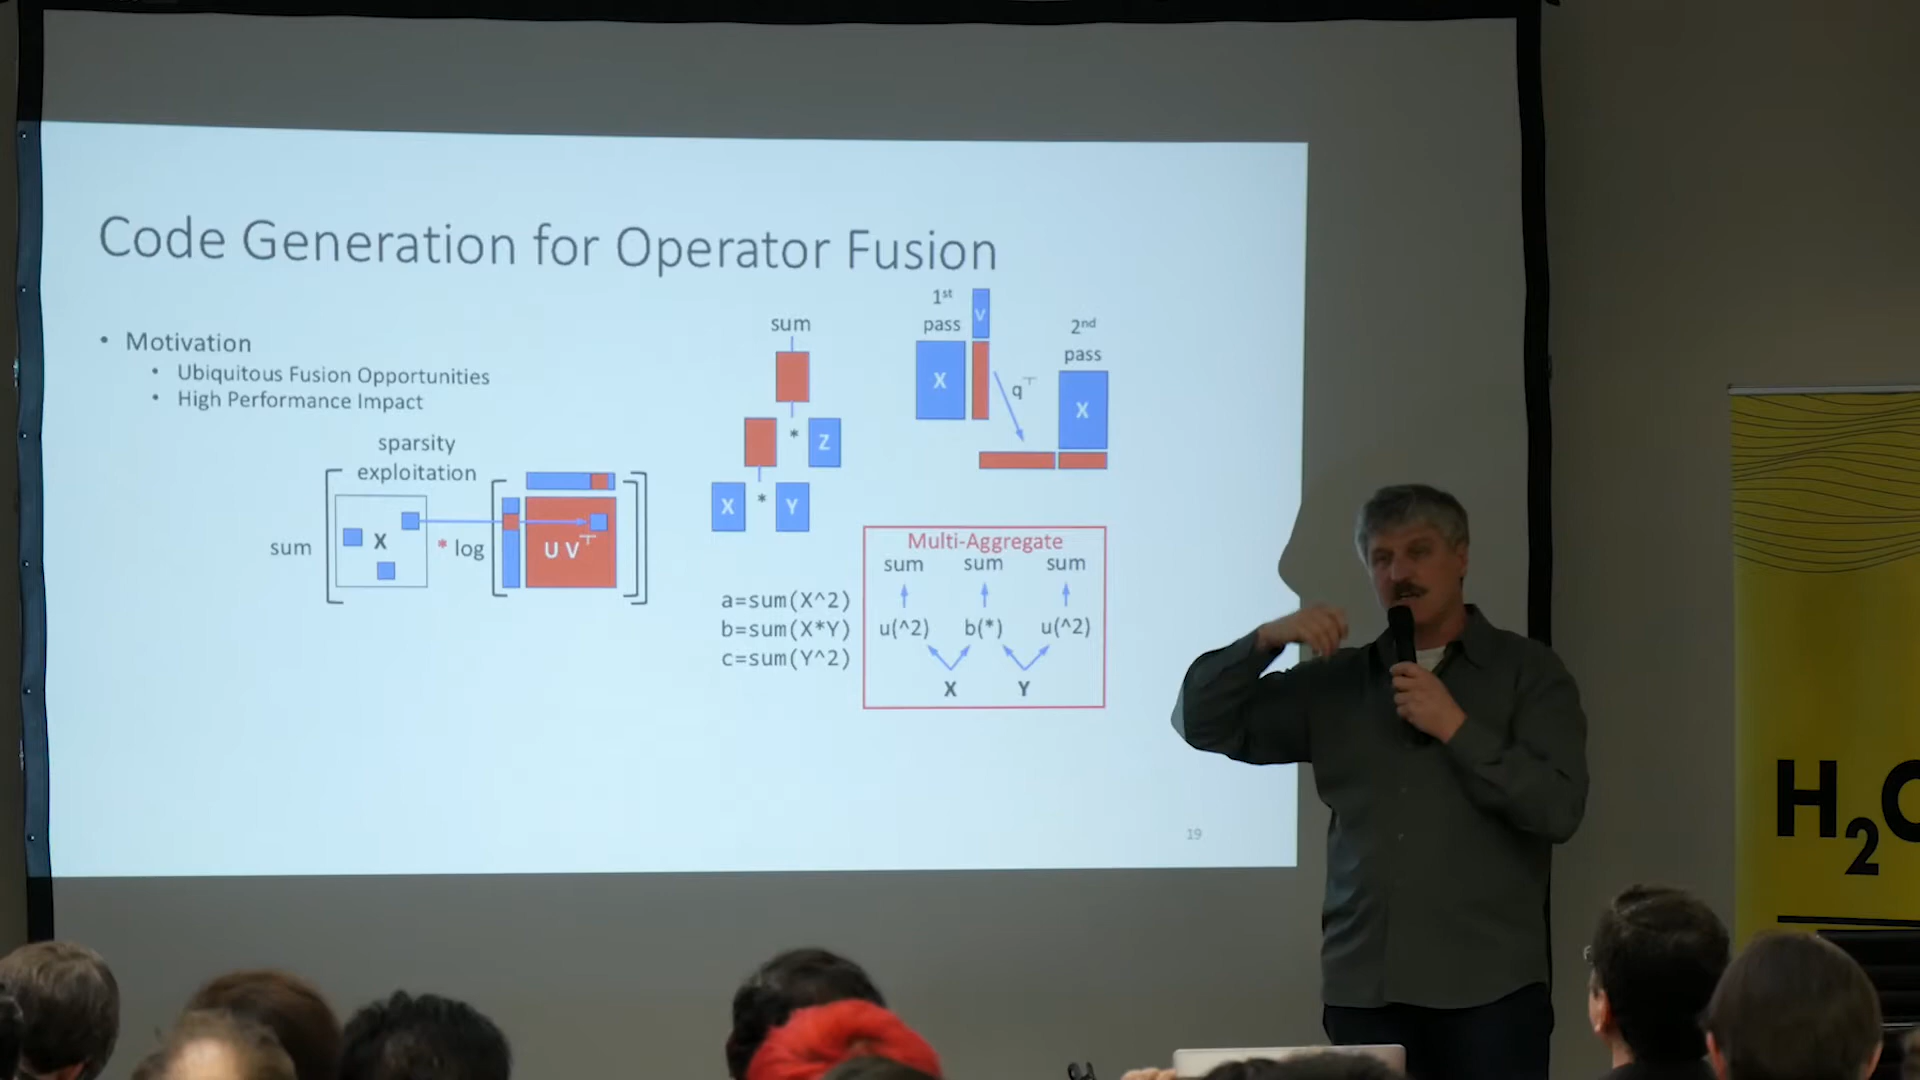 Code Generation for Operator Fusion
• Motivation
• Ubiquitous Fusion Opportunities
• High Performance Impact
sparsity
exploitation
sum
X
* log
U V⊤
sum
* Z
X * Y
1st
pass
v
X
q⊤
2nd
pass
X
a=sum(X^2)
b=sum(X*Y)
c=sum(Y^2)
Multi-Aggregate
sum sum sum
u(^2) b(*) u(^2)
X Y
19
H2O